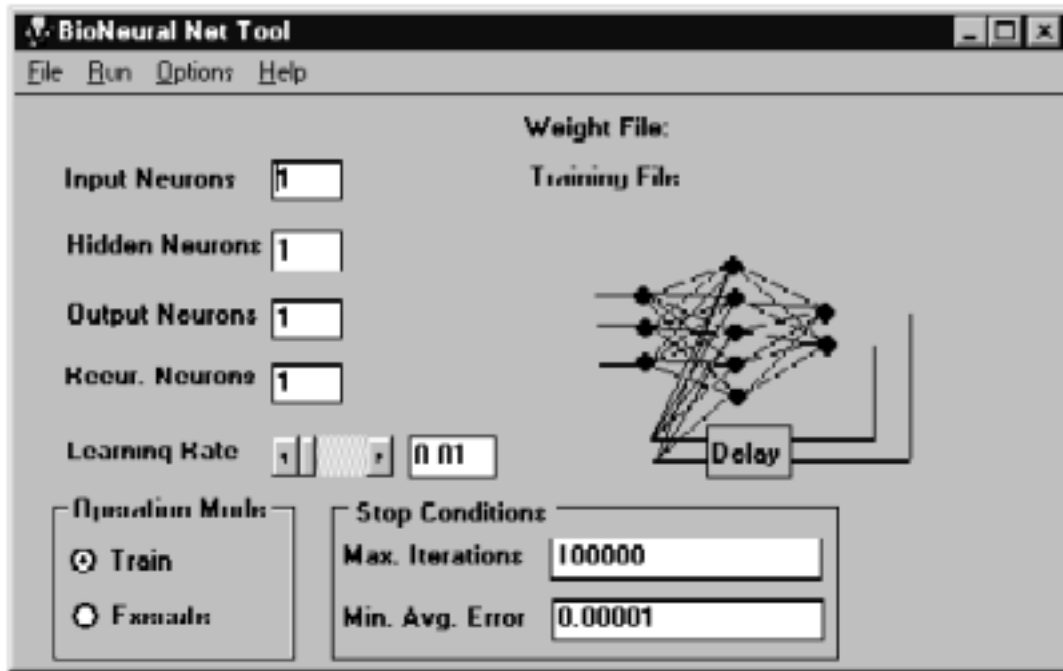 BioNeural Net Tool
File Run Options Help
Weight File:
Training File:
Input Neurons 1
Hidden Neurons 1
Output Neurons 1
Recur. Neurons 1
Learning Rate 0.01
Delay
Operation Mode
Train
Execute
Stop Conditions
Max. Iterations 100000
Min. Avg. Error 0.00001